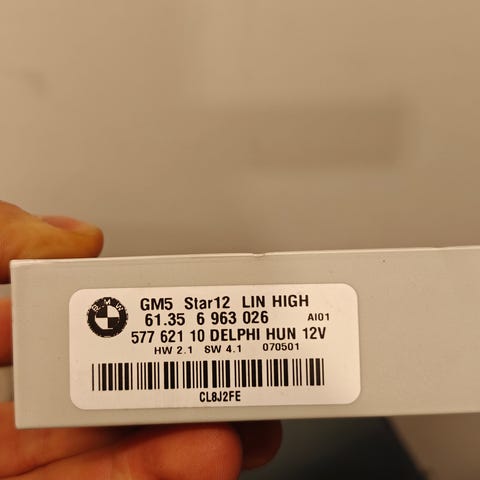 BMW
GM5 Star12 LIN HIGH
61.35 6 963 026 AI01
577 621 10 DELPHI HUN 12V
HW 2.1 SW 4.1 070501
CL8J2FE